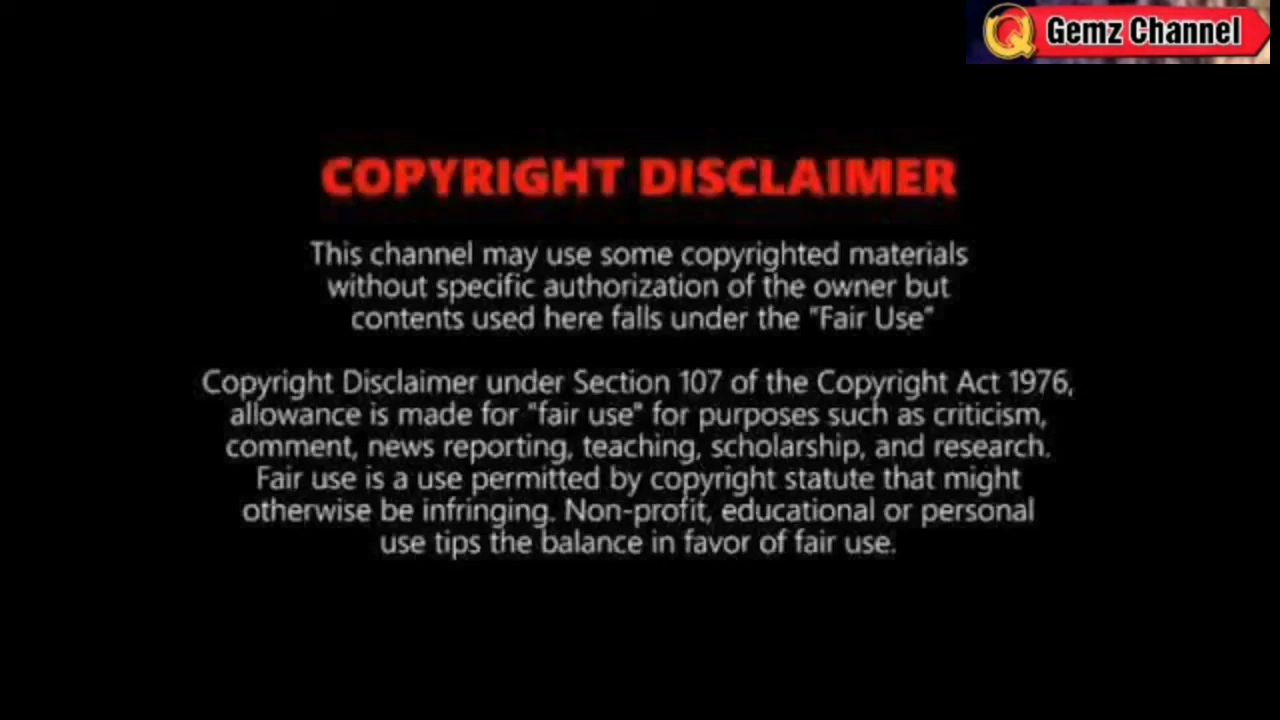 Gemz Channel
COPYRIGHT DISCLAIMER
This channel may use some copyrighted materials
without specific authorization of the owner but
contents used here falls under the "Fair Use"
Copyright Disclaimer under Section 107 of the Copyright Act 1976,
allowance is made for "fair use" for purposes such as criticism,
comment, news reporting, teaching, scholarship, and research.
Fair use is a use permitted by copyright statute that might
otherwise be infringing. Non-profit, educational or personal
use tips the balance in favor of fair use.